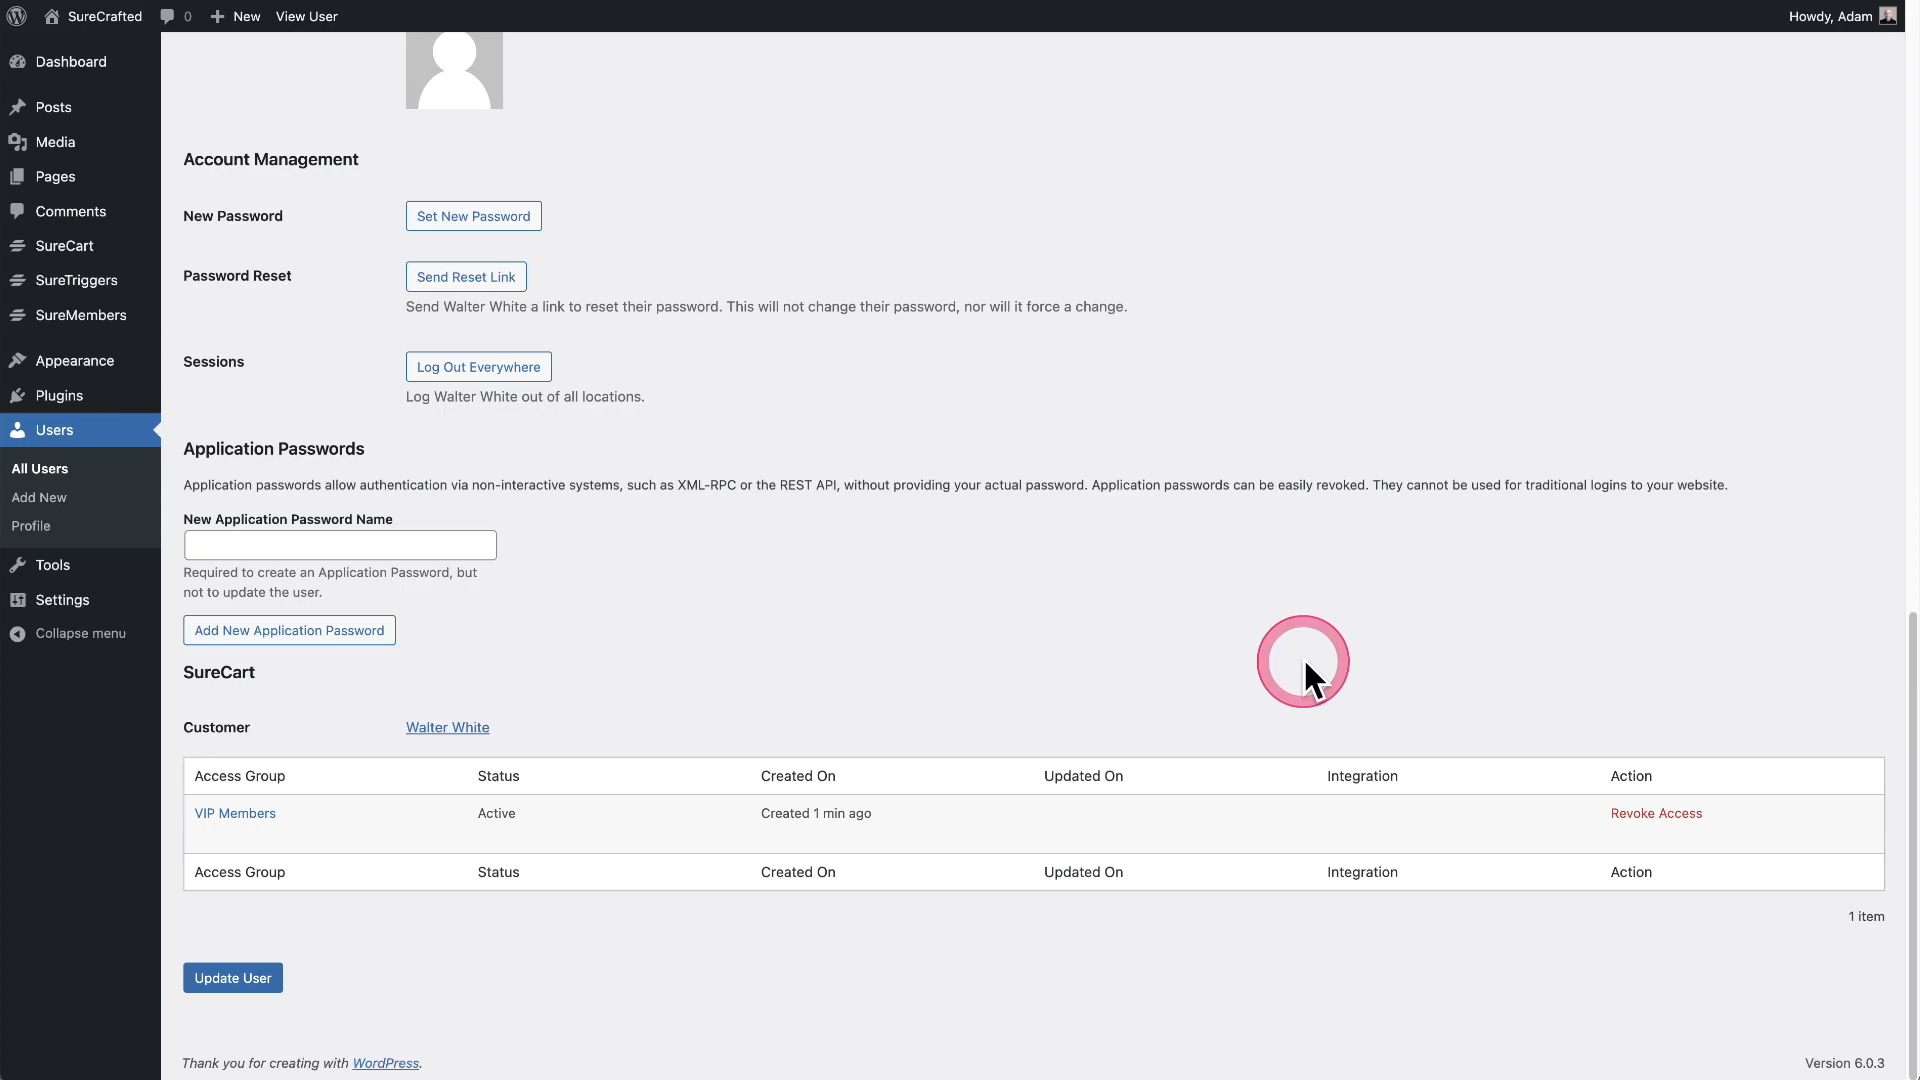 SureCrafted 0 New View User Howdy, Adam
Dashboard
Posts
Media
Pages
Comments
SureCart
SureTriggers
SureMembers
Appearance
Plugins
Users
All Users
Add New
Profile
Tools
Settings
Collapse menu
Account Management
New Password Set New Password
Password Reset Send Reset Link
Send Walter White a link to reset their password. This will not change their password, nor will it force a change.
Sessions Log Out Everywhere
Log Walter White out of all locations.
Application Passwords
Application passwords allow authentication via non-interactive systems, such as XML-RPC or the REST API, without providing your actual password. Application passwords can be easily revoked. They cannot be used for traditional logins to your website.
New Application Password Name
Required to create an Application Password, but
not to update the user.
Add New Application Password
SureCart
Customer Walter White
Access Group Status Created On Updated On Integration Action
VIP Members Active Created 1 min ago Revoke Access
Access Group Status Created On Updated On Integration Action
1 item
Update User
Thank you for creating with WordPress. Version 6.0.3